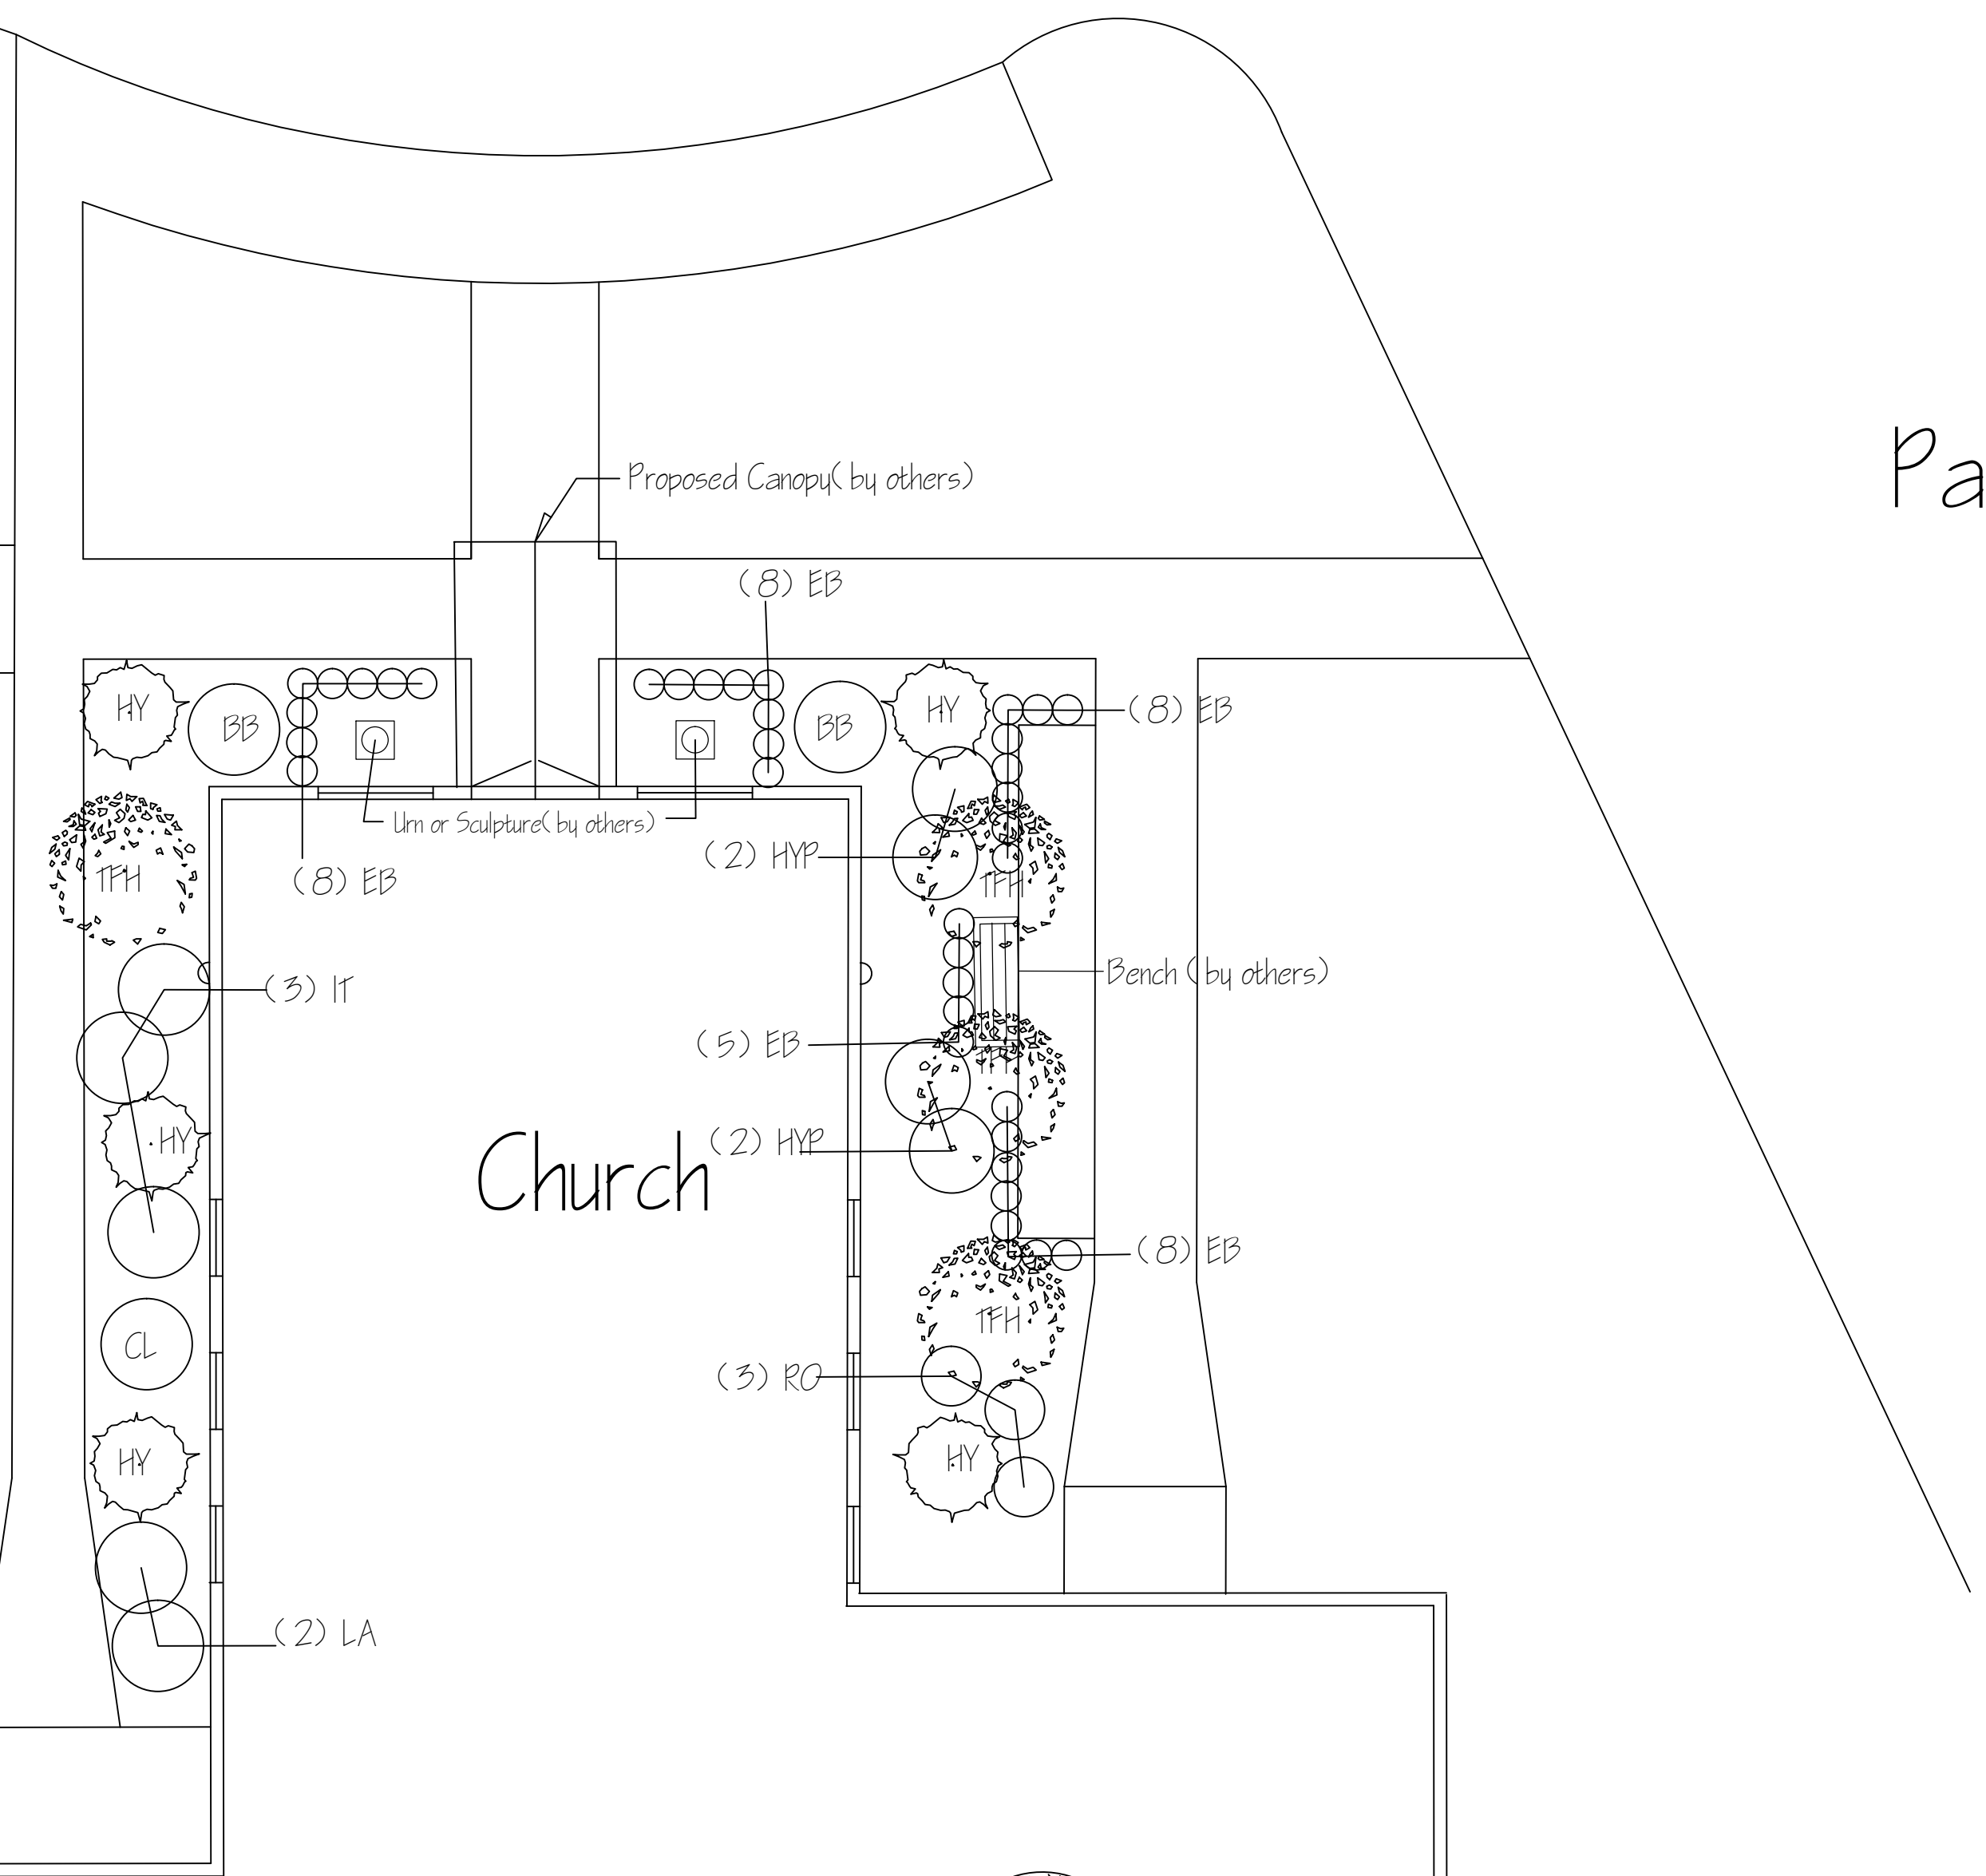 Pa
Proposed Canopy(by others)
(8) EB
HY
BB
BB
HY
(8) EB
Urn or Sculpture(by others)
(2) HYP
TFH
(8) EB
TFH
Bench (by others)
(3) IT
(5) EB
TFH
HY
Church
(2) HYP
(8) EB
TFH
CL
(3) RO
HY
HY
(2) LA